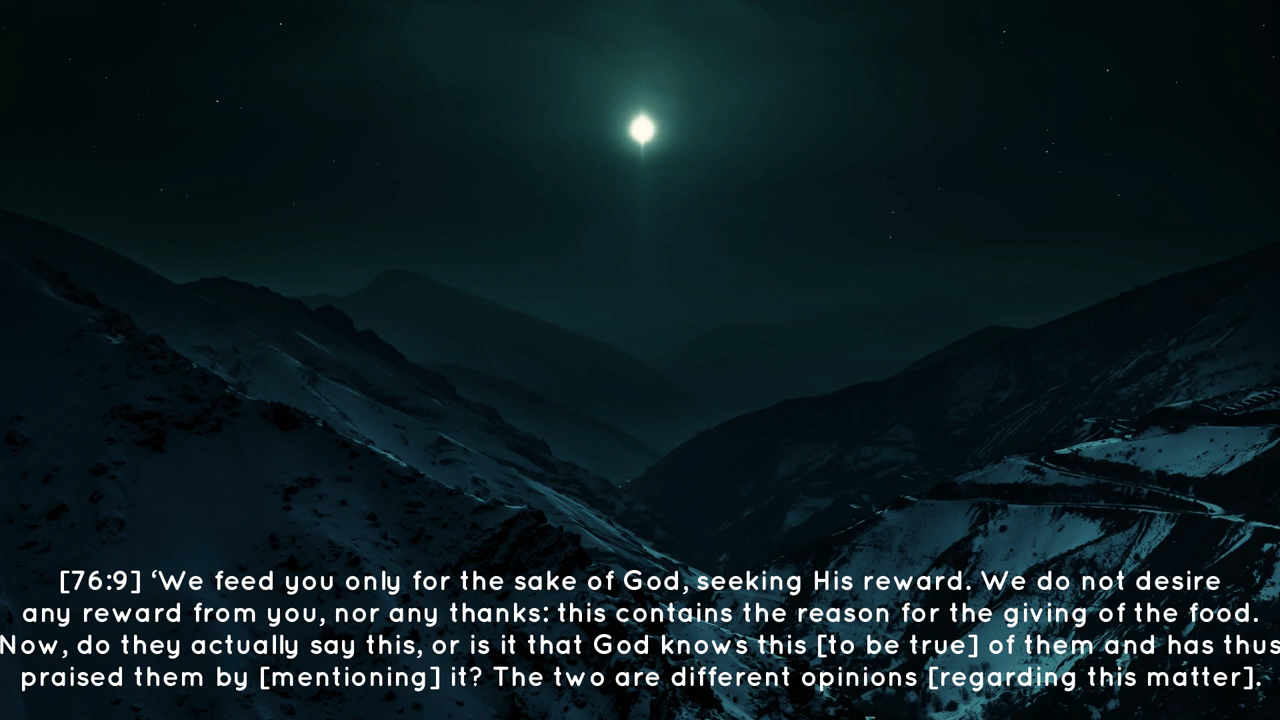 [76:9] ‘We feed you only for the sake of God, seeking His reward. We do not desire
any reward from you, nor any thanks: this contains the reason for the giving of the food.
Now, do they actually say this, or is it that God knows this [to be true] of them and has thus
praised them by [mentioning] it? The two are different opinions [regarding this matter].